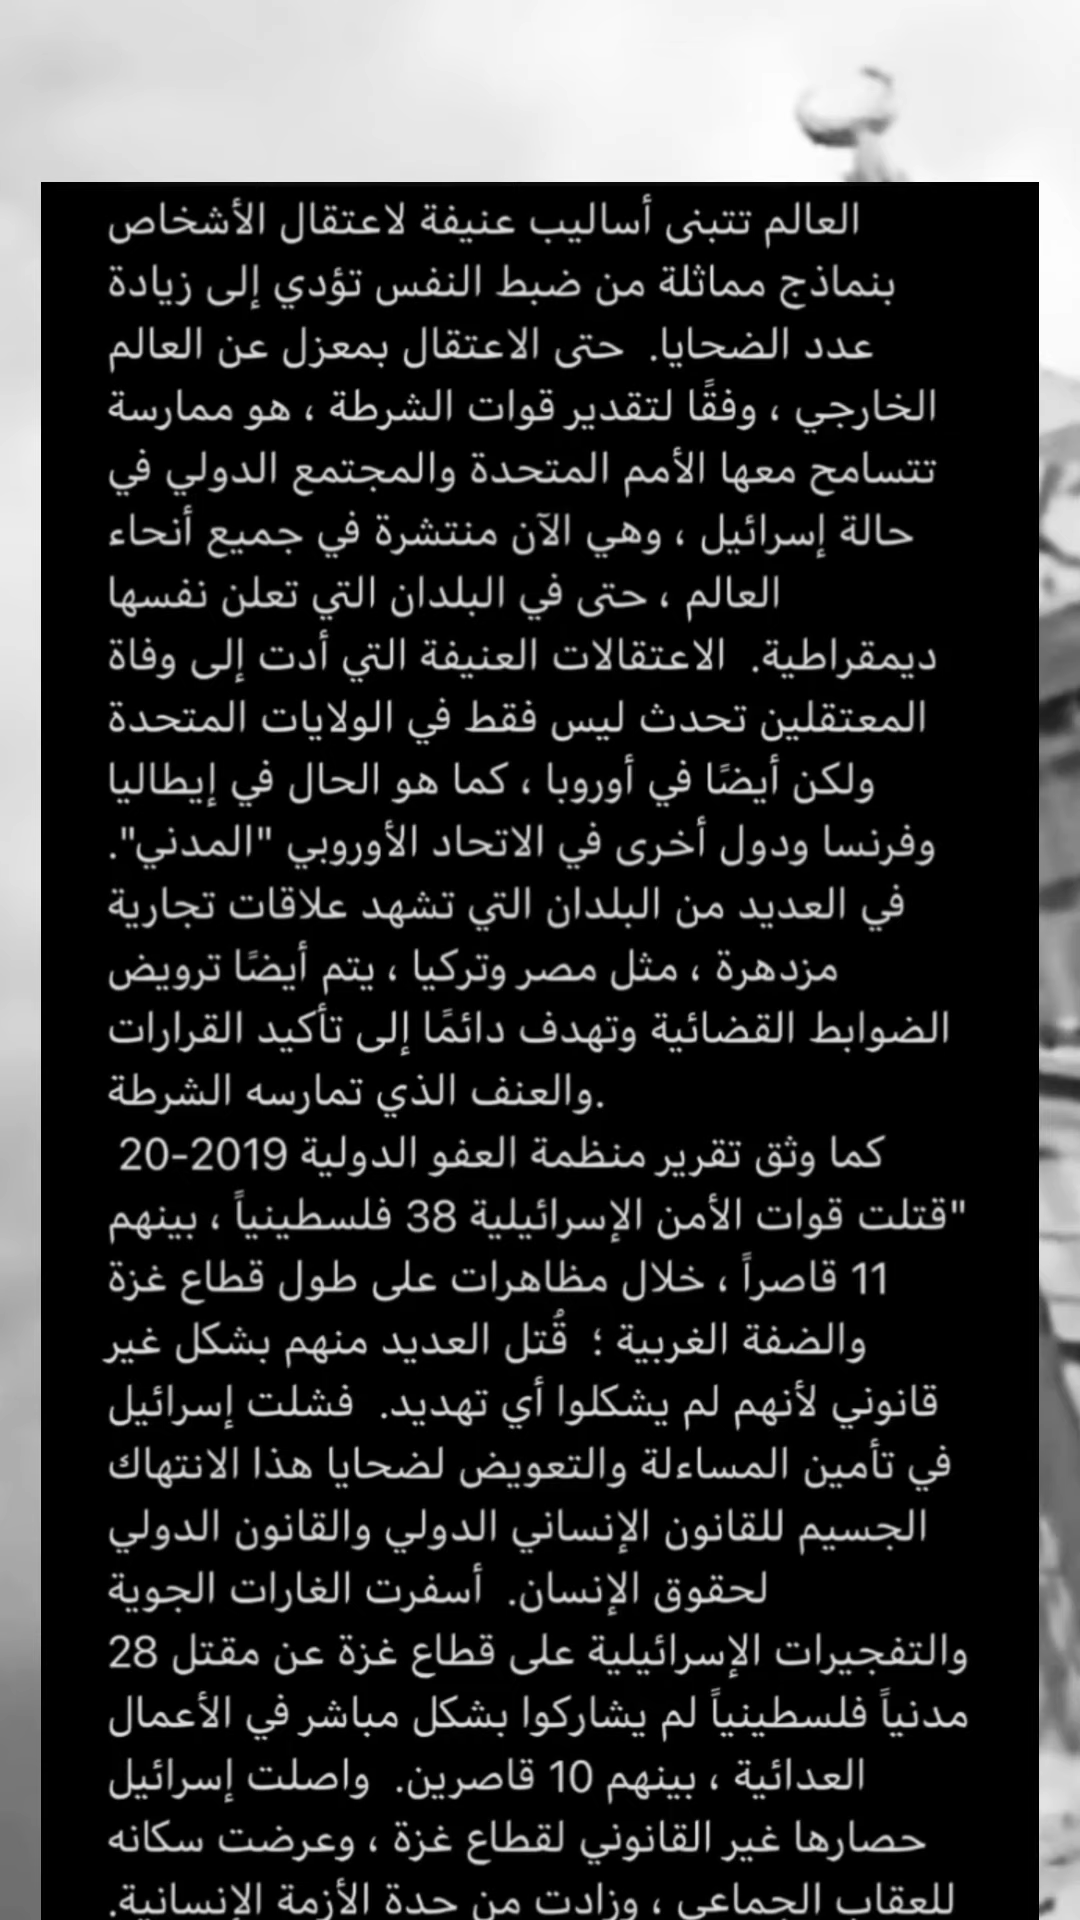 العالم تتبنى أساليب عنيفة لاعتقال الأشخاص
بنماذج مماثلة من ضبط النفس تؤدي إلى زيادة
عدد الضحايا. حتى الاعتقال بمعزل عن العالم
الخارجي ، وفقًا لتقدير قوات الشرطة ، هو ممارسة
تتسامح معها الأمم المتحدة والمجتمع الدولي في
حالة إسرائيل ، وهي الآن منتشرة في جميع أنحاء
العالم ، حتى في البلدان التي تعلن نفسها
ديمقراطية. الاعتقالات العنيفة التي أدت إلى وفاة
المعتقلين تحدث ليس فقط في الولايات المتحدة
ولكن أيضًا في أوروبا ، كما هو الحال في إيطاليا
وفرنسا ودول أخرى في الاتحاد الأوروبي "المدني".
في العديد من البلدان التي تشهد علاقات تجارية
مزدهرة ، مثل مصر وتركيا ، يتم أيضًا ترويض
الضوابط القضائية وتهدف دائمًا إلى تأكيد القرارات
والعنف الذي تمارسه الشرطة.
كما وثق تقرير منظمة العفو الدولية 2019-20
"قتلت قوات الأمن الإسرائيلية 38 فلسطينياً ، بينهم
11 قاصراً ، خلال مظاهرات على طول قطاع غزة
والضفة الغربية ؛ قُتل العديد منهم بشكل غير
قانوني لأنهم لم يشكلوا أي تهديد. فشلت إسرائيل
في تأمين المساءلة والتعويض لضحايا هذا الانتهاك
الجسيم للقانون الإنساني الدولي والقانون الدولي
لحقوق الإنسان. أسفرت الغارات الجوية
والتفجيرات الإسرائيلية على قطاع غزة عن مقتل 28
مدنياً فلسطينياً لم يشاركوا بشكل مباشر في الأعمال
العدائية ، بينهم 10 قاصرين. واصلت إسرائيل
حصارها غير القانوني لقطاع غزة ، وعرضت سكانه
للعقاب الجماعي ، وزادت من حدة الأزمة الإنسانية.